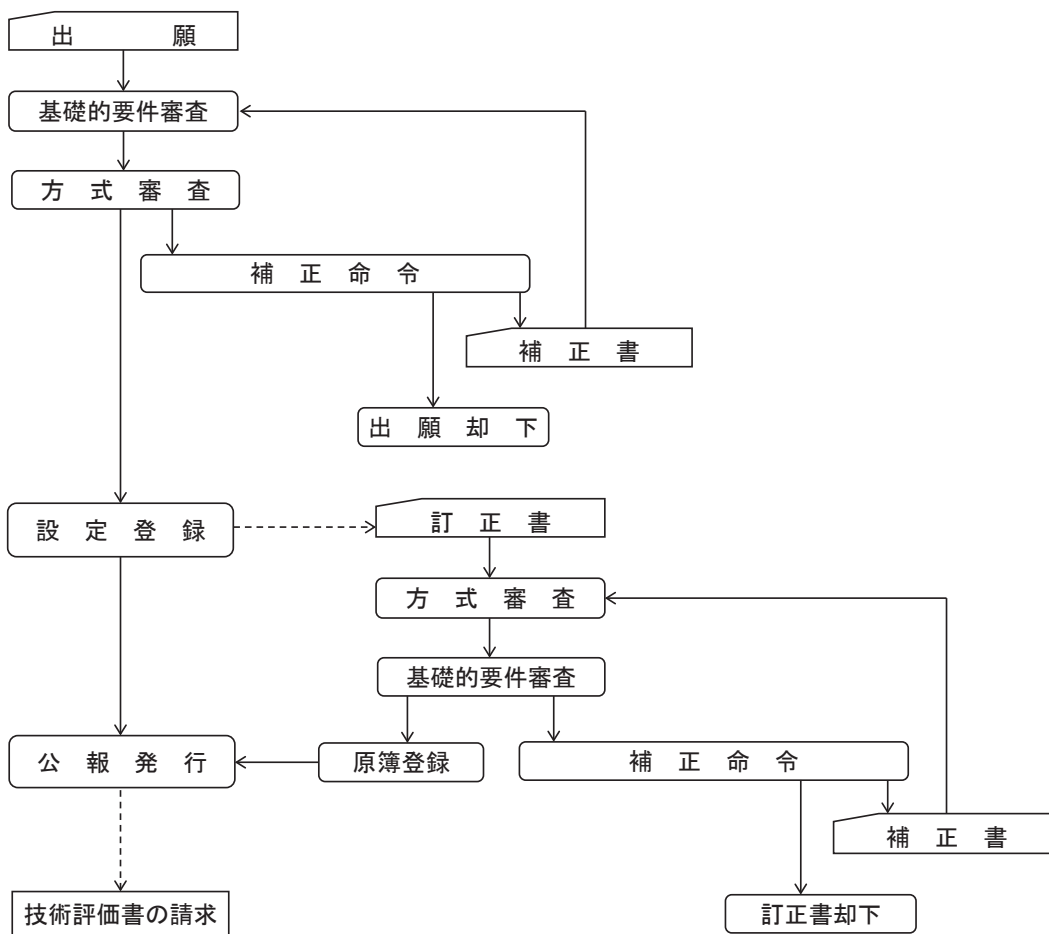 出願
基礎的要件審査
方式審査
補正命令
補正書
出願却下
設定登録
訂正書
方式審査
基礎的要件審査
公報発行
原簿登録
補正命令
補正書
技術評価書の請求
訂正書却下